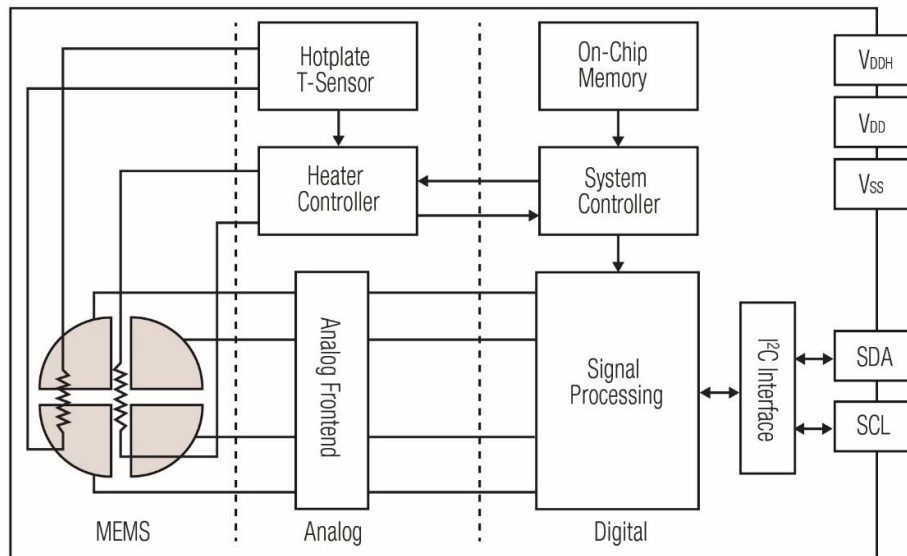 Hotplate
T-Sensor
On-Chip
Memory
VDDH
VDD
VSS
Heater
Controller
System
Controller
Analog Frontend
Signal
Processing
I²C Interface
SDA
SCL
MEMS
Analog
Digital